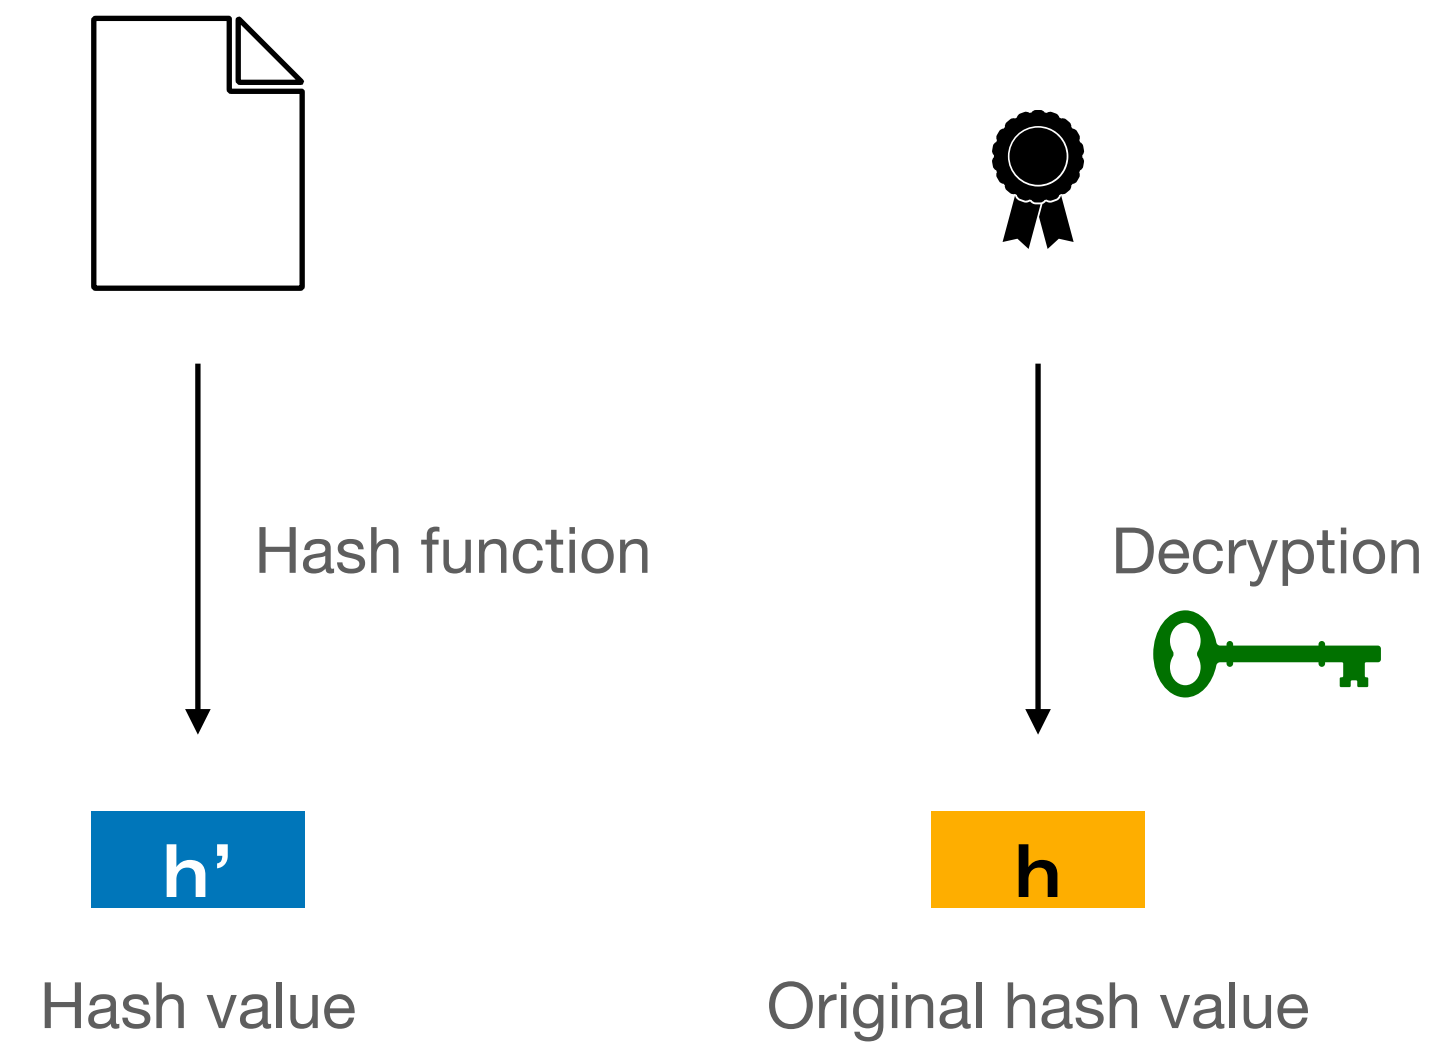 Hash function
Decryption
h’
h
Hash value
Original hash value